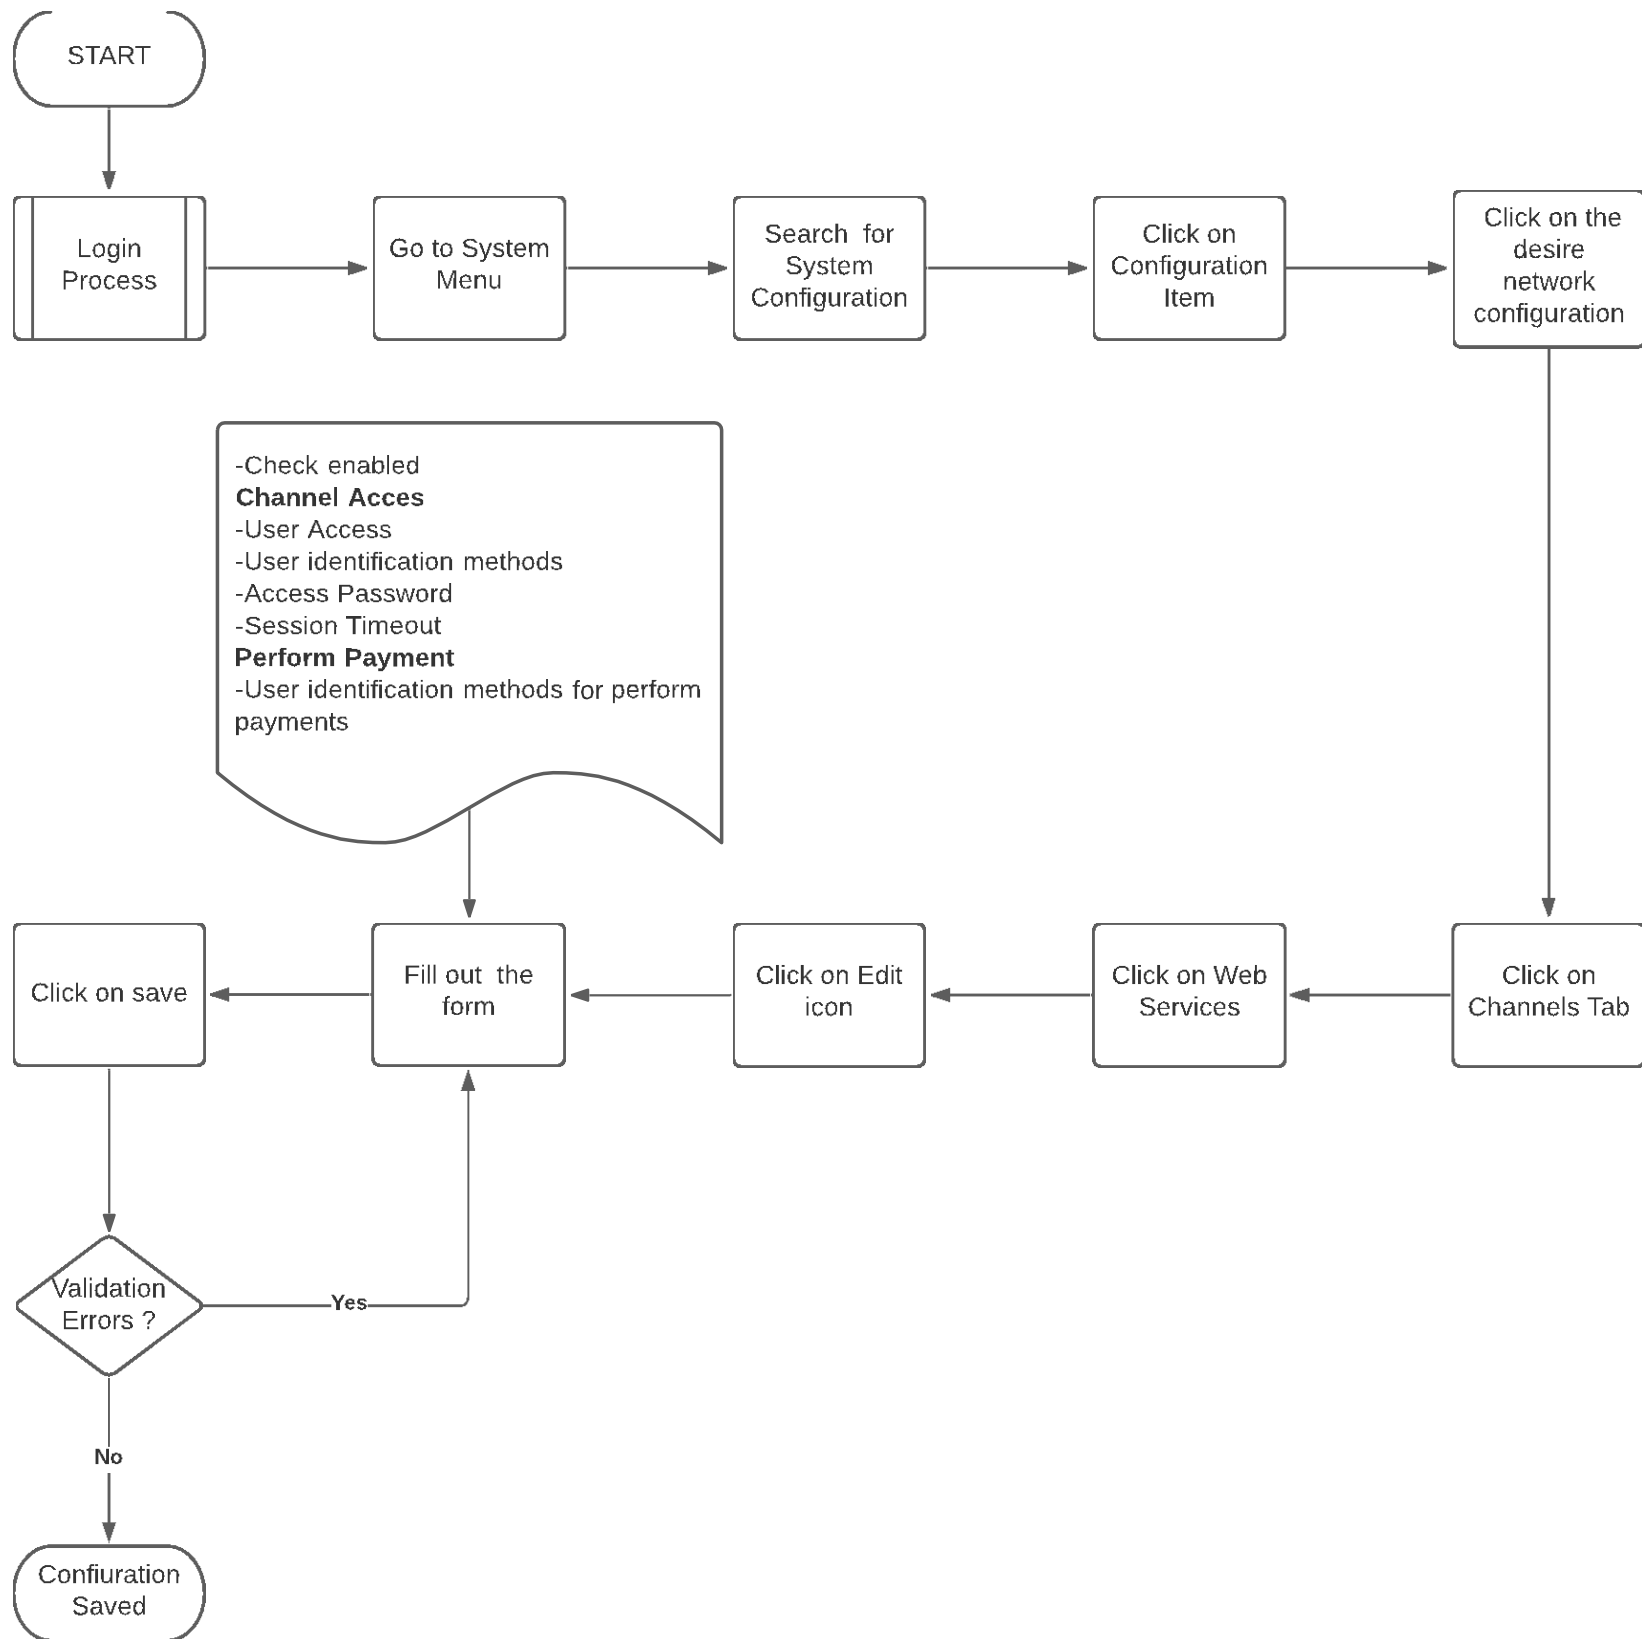 START
Login
Process
Go to System
Menu
Search for
System
Configuration
Click on
Configuration
Item
Click on the
desire
network
configuration
-Check enabled
Channel Acces
-User Access
-User identification methods
-Access Password
-Session Timeout
Perform Payment
-User identification methods for perform
payments
Click on
Channels Tab
Click on Web
Services
Click on Edit
icon
Fill out the
form
Click on save
Validation
Errors ?
Yes
No
Confiuration
Saved